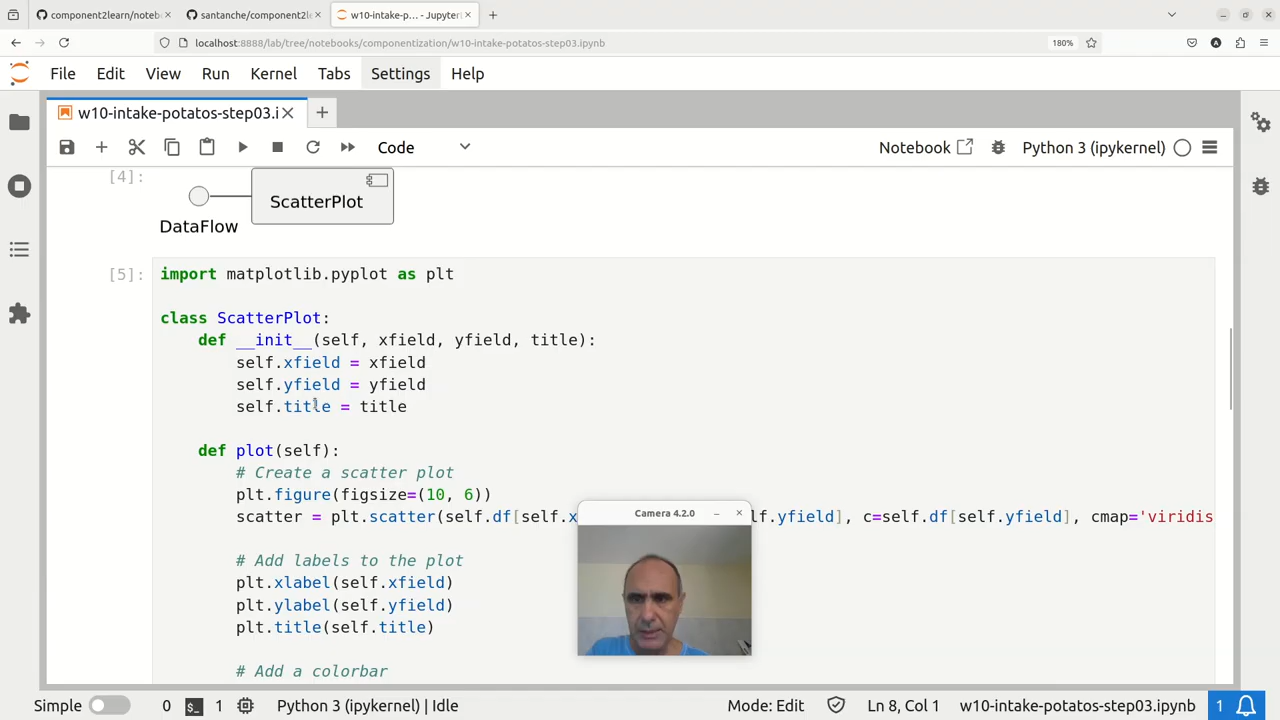 component2learn/noteb
santanche/component2l
w10-intake-p... - Jupyter
localhost:8888/lab/tree/notebooks/componentization/w10-intake-potatos-step03.ipynb
180%
File Edit View Run Kernel Tabs Settings Help
w10-intake-potatos-step03.i
Code
Notebook
Python 3 (ipykernel)
[4]:
ScatterPlot
DataFlow
[5]:
import matplotlib.pyplot as plt
class ScatterPlot:
def __init__(self, xfield, yfield, title):
self.xfield = xfield
self.yfield = yfield
self.title = title
def plot(self):
# Create a scatter plot
plt.figure(figsize=(10, 6))
Camera 4.2.0
scatter = plt.scatter(self.df[self.x lf.yfield], c=self.df[self.yfield], cmap='viridis
# Add labels to the plot
plt.xlabel(self.xfield)
plt.ylabel(self.yfield)
plt.title(self.title)
# Add a colorbar
Simple 0 $_ 1 Python 3 (ipykernel) | Idle Mode: Edit Ln 8, Col 1 w10-intake-potatos-step03.ipynb 1